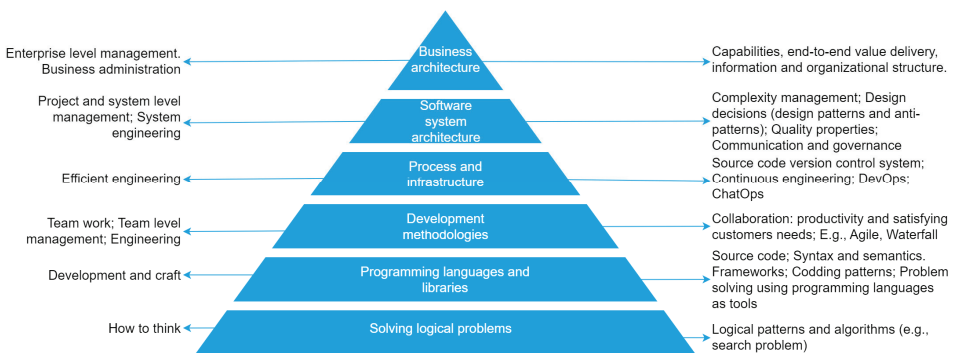 Enterprise level management.
Business administration
Business
architecture
Capabilities, end-to-end value delivery,
information and organizational structure.
Project and system level
management; System
engineering
Software
system
architecture
Complexity management; Design
decisions (design patterns and anti-
patterns); Quality properties;
Communication and governance
Efficient engineering
Process and
infrastructure
Source code version control system;
Continuous engineering; DevOps;
ChatOps
Team work; Team level
management; Engineering
Development
methodologies
Collaboration: productivity and satisfying
customers needs; E.g., Agile, Waterfall
Development and craft
Programming languages and
libraries
Source code; Syntax and semantics.
Frameworks; Codding patterns; Problem
solving using programming languages
as tools
How to think
Solving logical problems
Logical patterns and algorithms (e.g.,
search problem)